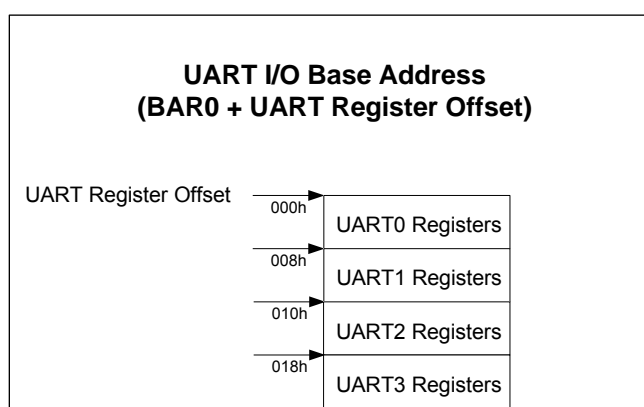 UART I/O Base Address
(BAR0 + UART Register Offset)
UART Register Offset
000h
UART0 Registers
008h
UART1 Registers
010h
UART2 Registers
018h
UART3 Registers